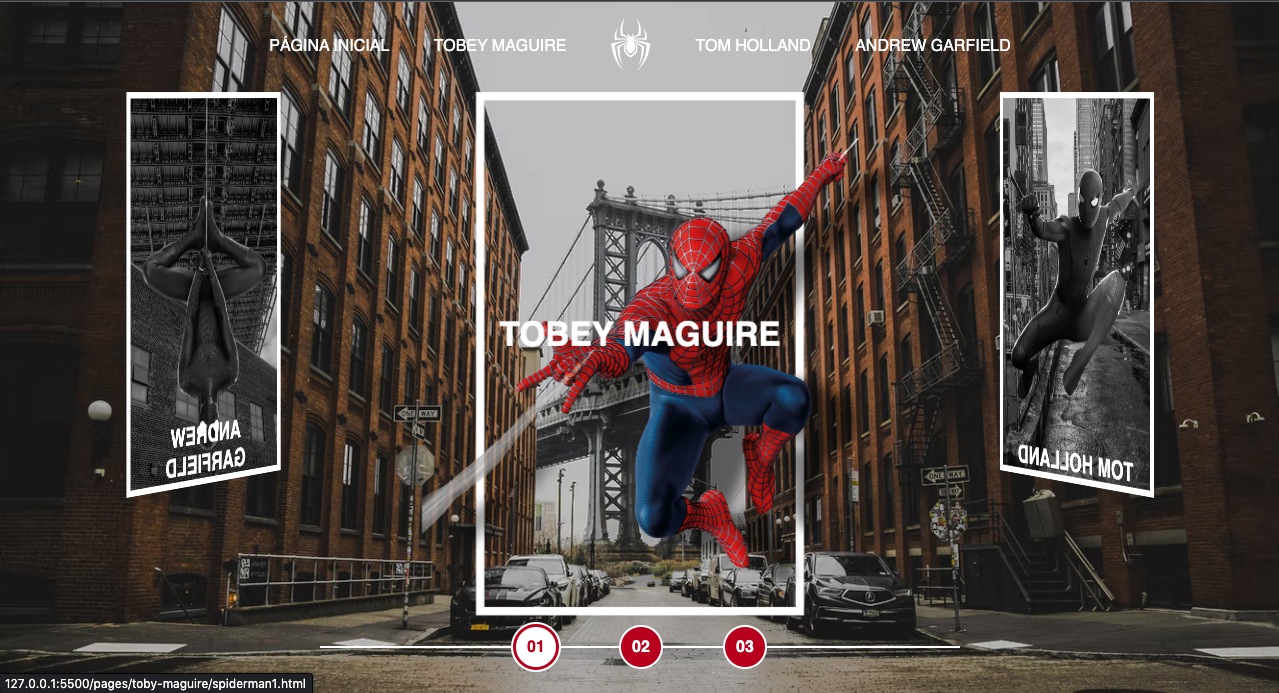 PÁGINA INICIAL
TOBEY MAGUIRE
TOM HOLLAND
ANDREW GARFIELD
TOBEY MAGUIRE
ANDREW
GARFIELD
TOM HOLLAND
ONE WAY
ONE WAY
01
02
03
127.0.0.1:5500/pages/toby-maguire/spiderman1.html